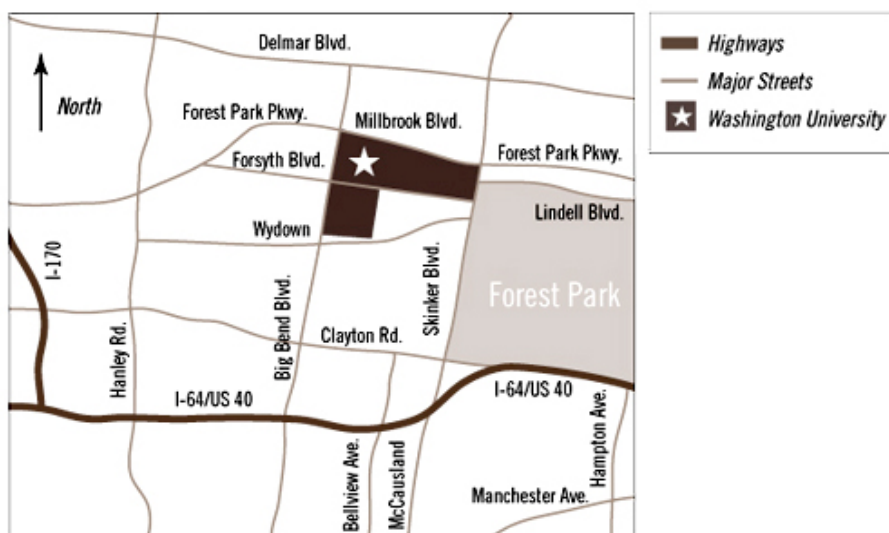 Delmar Blvd.
Highways
Major Streets
Washington University
North
Forest Park Pkwy.
Millbrook Blvd.
Forsyth Blvd.
Forest Park Pkwy.
Lindell Blvd.
Wydown
I-170
Forest Park
Hanley Rd.
Big Bend Blvd.
Clayton Rd.
Skinker Blvd.
I-64/US 40
I-64/US 40
Bellview Ave.
McCausland
Hampton Ave.
Manchester Ave.